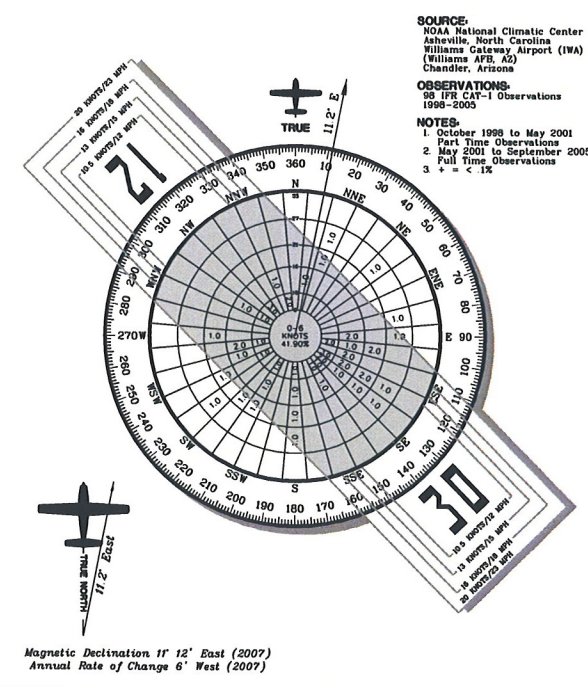 SOURCE:
NOAA National Climatic Center
Asheville, North Carolina
Williams Gateway Airport (IWA)
(Williams AFB, AZ)
Chandler, Arizona
OBSERVATIONS:
98 IFR CAT-I Observations
1998-2005
NOTES:
1. October 1998 to May 2001
Part Time Observations
2. May 2001 to September 2005
Full Time Observations
3. + = < .1%
TRUE
11.2° E
20 KNOTS/23 MPH
16 KNOTS/18 MPH
13 KNOTS/15 MPH
10.5 KNOTS/12 MPH
21
360 10 20 30 40 50 60 70 80
E 90
100 110 120 130 140 150 160 170 180 190 200 210 220 230 240 250 260
270W
280 290 300 310 320 330 340 350
N NNE NE ENE
ESE SE SSE S SSW SW WSW
NW NNW
0-6
KNOTS
41.90%
30
10.5 KNOTS/12 MPH
13 KNOTS/15 MPH
16 KNOTS/18 MPH
20 KNOTS/23 MPH
TRUE NORTH
11.2° East
Magnetic Declination 11° 12' East (2007)
Annual Rate of Change 6' West (2007)